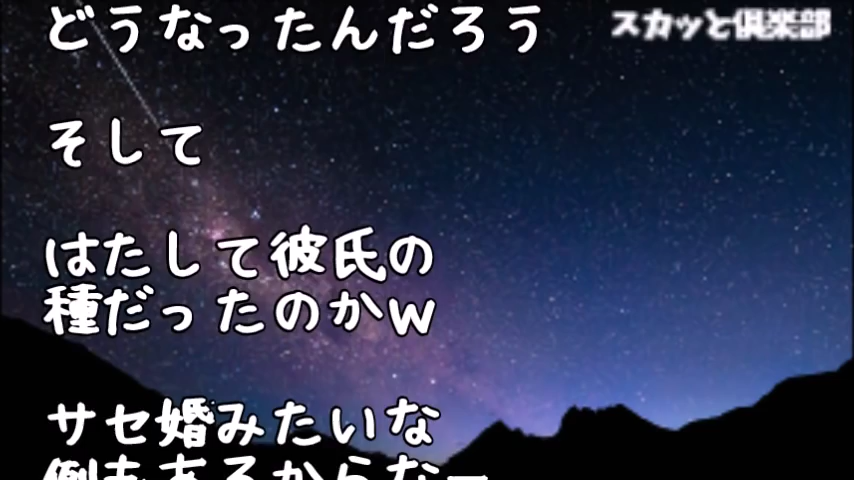 どうなったんだろう
スカッと倶楽部
そして
はたして彼氏の
種だったのかｗ
サセ婚みたいな
例もあるからなー